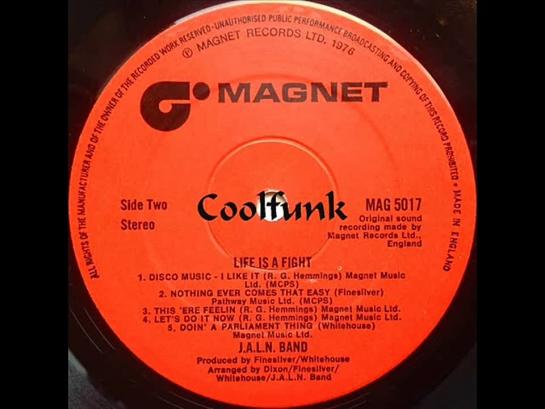 ALL RIGHTS OF THE MANUFACTURER AND OF THE OWNER OF THE RECORDED WORK RESERVED - UNAUTHORISED PUBLIC PERFORMANCE BROADCASTING AND COPYING OF THIS RECORD PROHIBITED • MADE IN ENGLAND
℗ MAGNET RECORDS LTD. 1976
MAGNET
Side Two
Stereo
Coolfunk
MAG 5017
Original sound
recording made by
Magnet Records Ltd.,
England
LIFE IS A FIGHT
1. DISCO MUSIC - I LIKE IT (R. G. Hemmings) Magnet Music
Ltd. (MCPS)
2. NOTHING EVER COMES THAT EASY (Finesilver)
Pathway Music Ltd. (MCPS)
3. THIS 'ERE FEELIN (R. G. Hemmings) Magnet Music Ltd.
4. LET'S DO IT NOW (R. G. Hemmings) Magnet Music Ltd.
5. DOIN' A PARLIAMENT THING (Whitehouse)
Magnet Music Ltd.
J.A.L.N. BAND
Produced by Finesilver/Whitehouse
Arranged by Dixon/Finesilver/
Whitehouse/J.A.L.N. Band